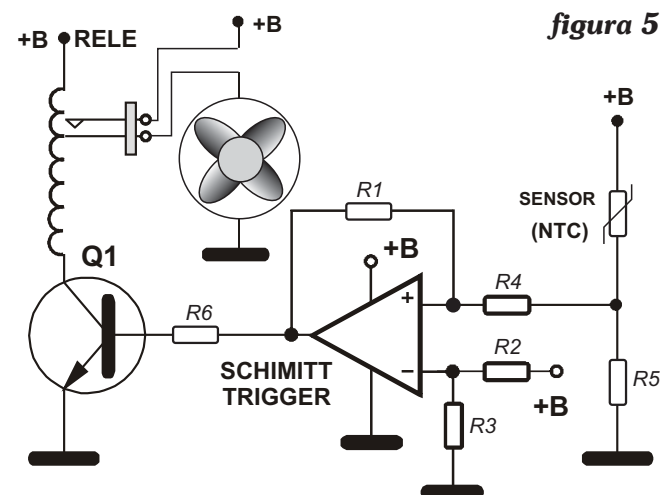 figura 5
+B RELE
+B
+B
SENSOR
(NTC)
R1
Q1
+B
+
R4
R6
SCHIMITT
TRIGGER
−
R2
+B
R3
R5